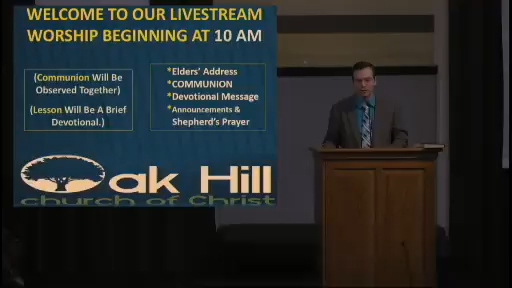 WELCOME TO OUR LIVESTREAM
WORSHIP BEGINNING AT 10 AM
(Communion Will Be
Observed Together)
(Lesson Will Be A Brief
Devotional.)
*Elders' Address
*COMMUNION
*Devotional Message
*Announcements &
Shepherd's Prayer
ak Hill
church of Christ